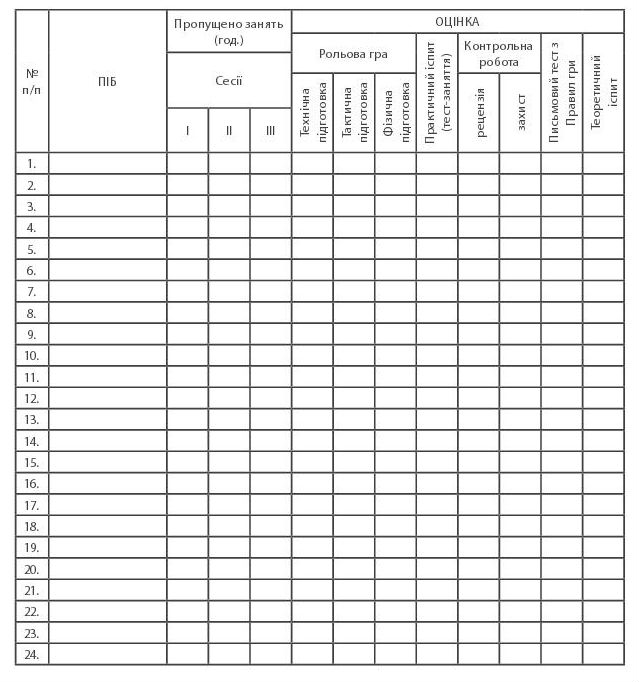 №
п/п
ПІБ
Пропущено занять
(год.)
Сесії
І
ІІ
ІІІ
ОЦІНКА
Рольова гра
Технічна
підготовка
Тактична
підготовка
Фізична
підготовка
Практичний іспит
(тест-заняття)
Контрольна
робота
рецензія
захист
Письмовий тест з
Правил гри
Теоретичний
іспит
1.
2.
3.
4.
5.
6.
7.
8.
9.
10.
11.
12.
13.
14.
15.
16.
17.
18.
19.
20.
21.
22.
23.
24.